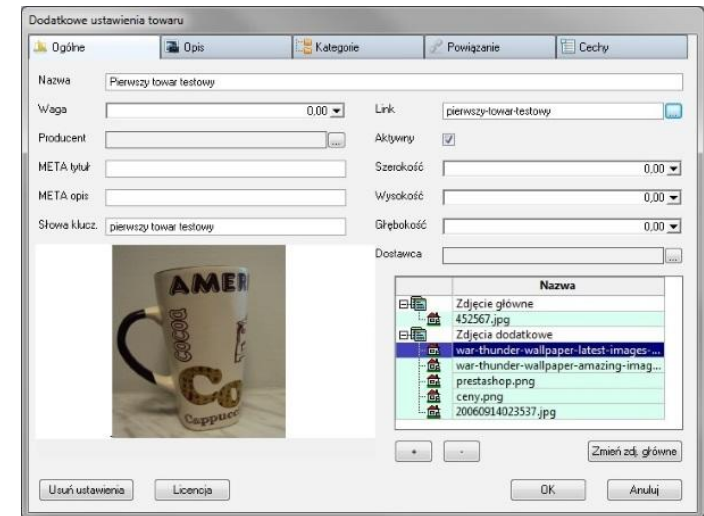 Dodatkowe ustawienia towaru
Ogólne Opis Kategorie Powiązanie Cechy
Nazwa Pierwszy towar testowy
Waga 0,00 Link pierwszy-towar-testowy ...
Producent ... Aktywny
META tytuł Szerokość 0,00
META opis Wysokość 0,00
Słowa klucz. pierwszy towar testowy Głębokość 0,00
Dostawca ...
Nazwa
Zdjęcie główne
452567.jpg
Zdjęcia dodatkowe
war-thunder-wallpaper-latest-images-...
war-thunder-wallpaper-amazing-imag...
prestashop.png
ceny.png
20060914023537.jpg
AMER
COCOA
Co
Cappucc
+ - Zmień zdj. główne
Usuń ustawienia Licencja OK Anuluj